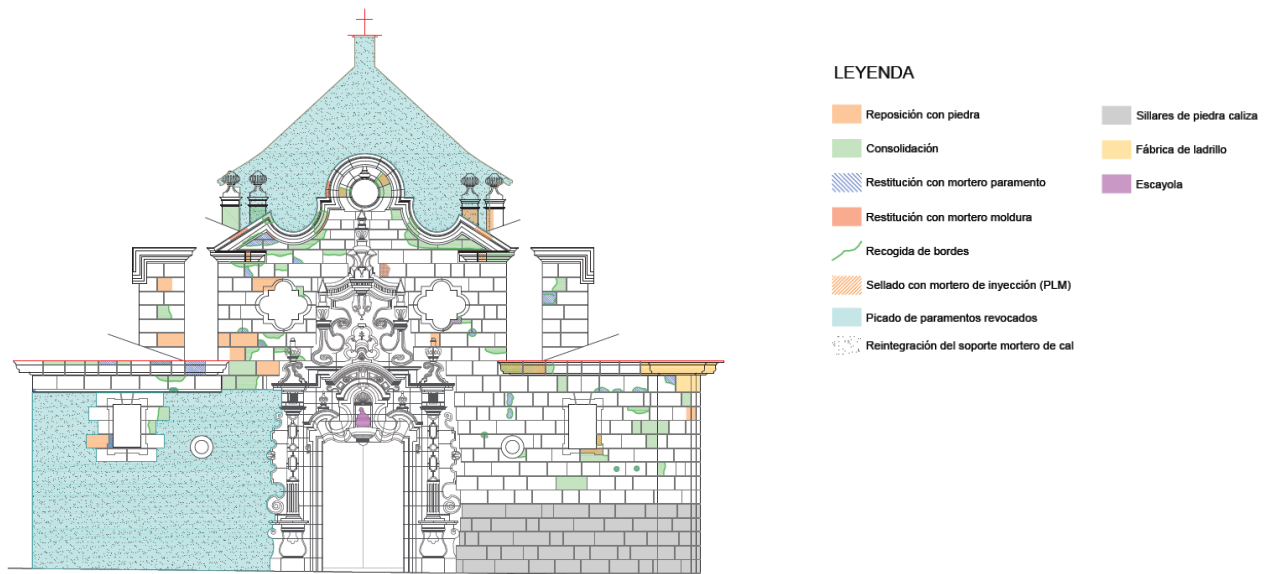 LEYENDA
Reposición con piedra
Consolidación
Restitución con mortero paramento
Restitución con mortero moldura
Recogida de bordes
Sellado con mortero de inyección (PLM)
Picado de paramentos revocados
Reintegración del soporte mortero de cal
Sillares de piedra caliza
Fábrica de ladrillo
Escayola